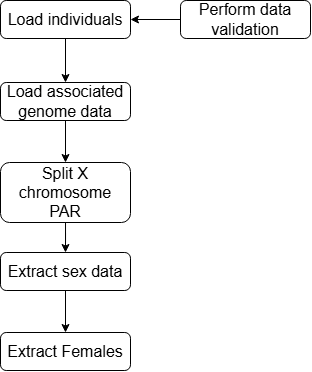 Load individuals
Perform data
validation
Load associated
genome data
Split X
chromosome
PAR
Extract sex data
Extract Females